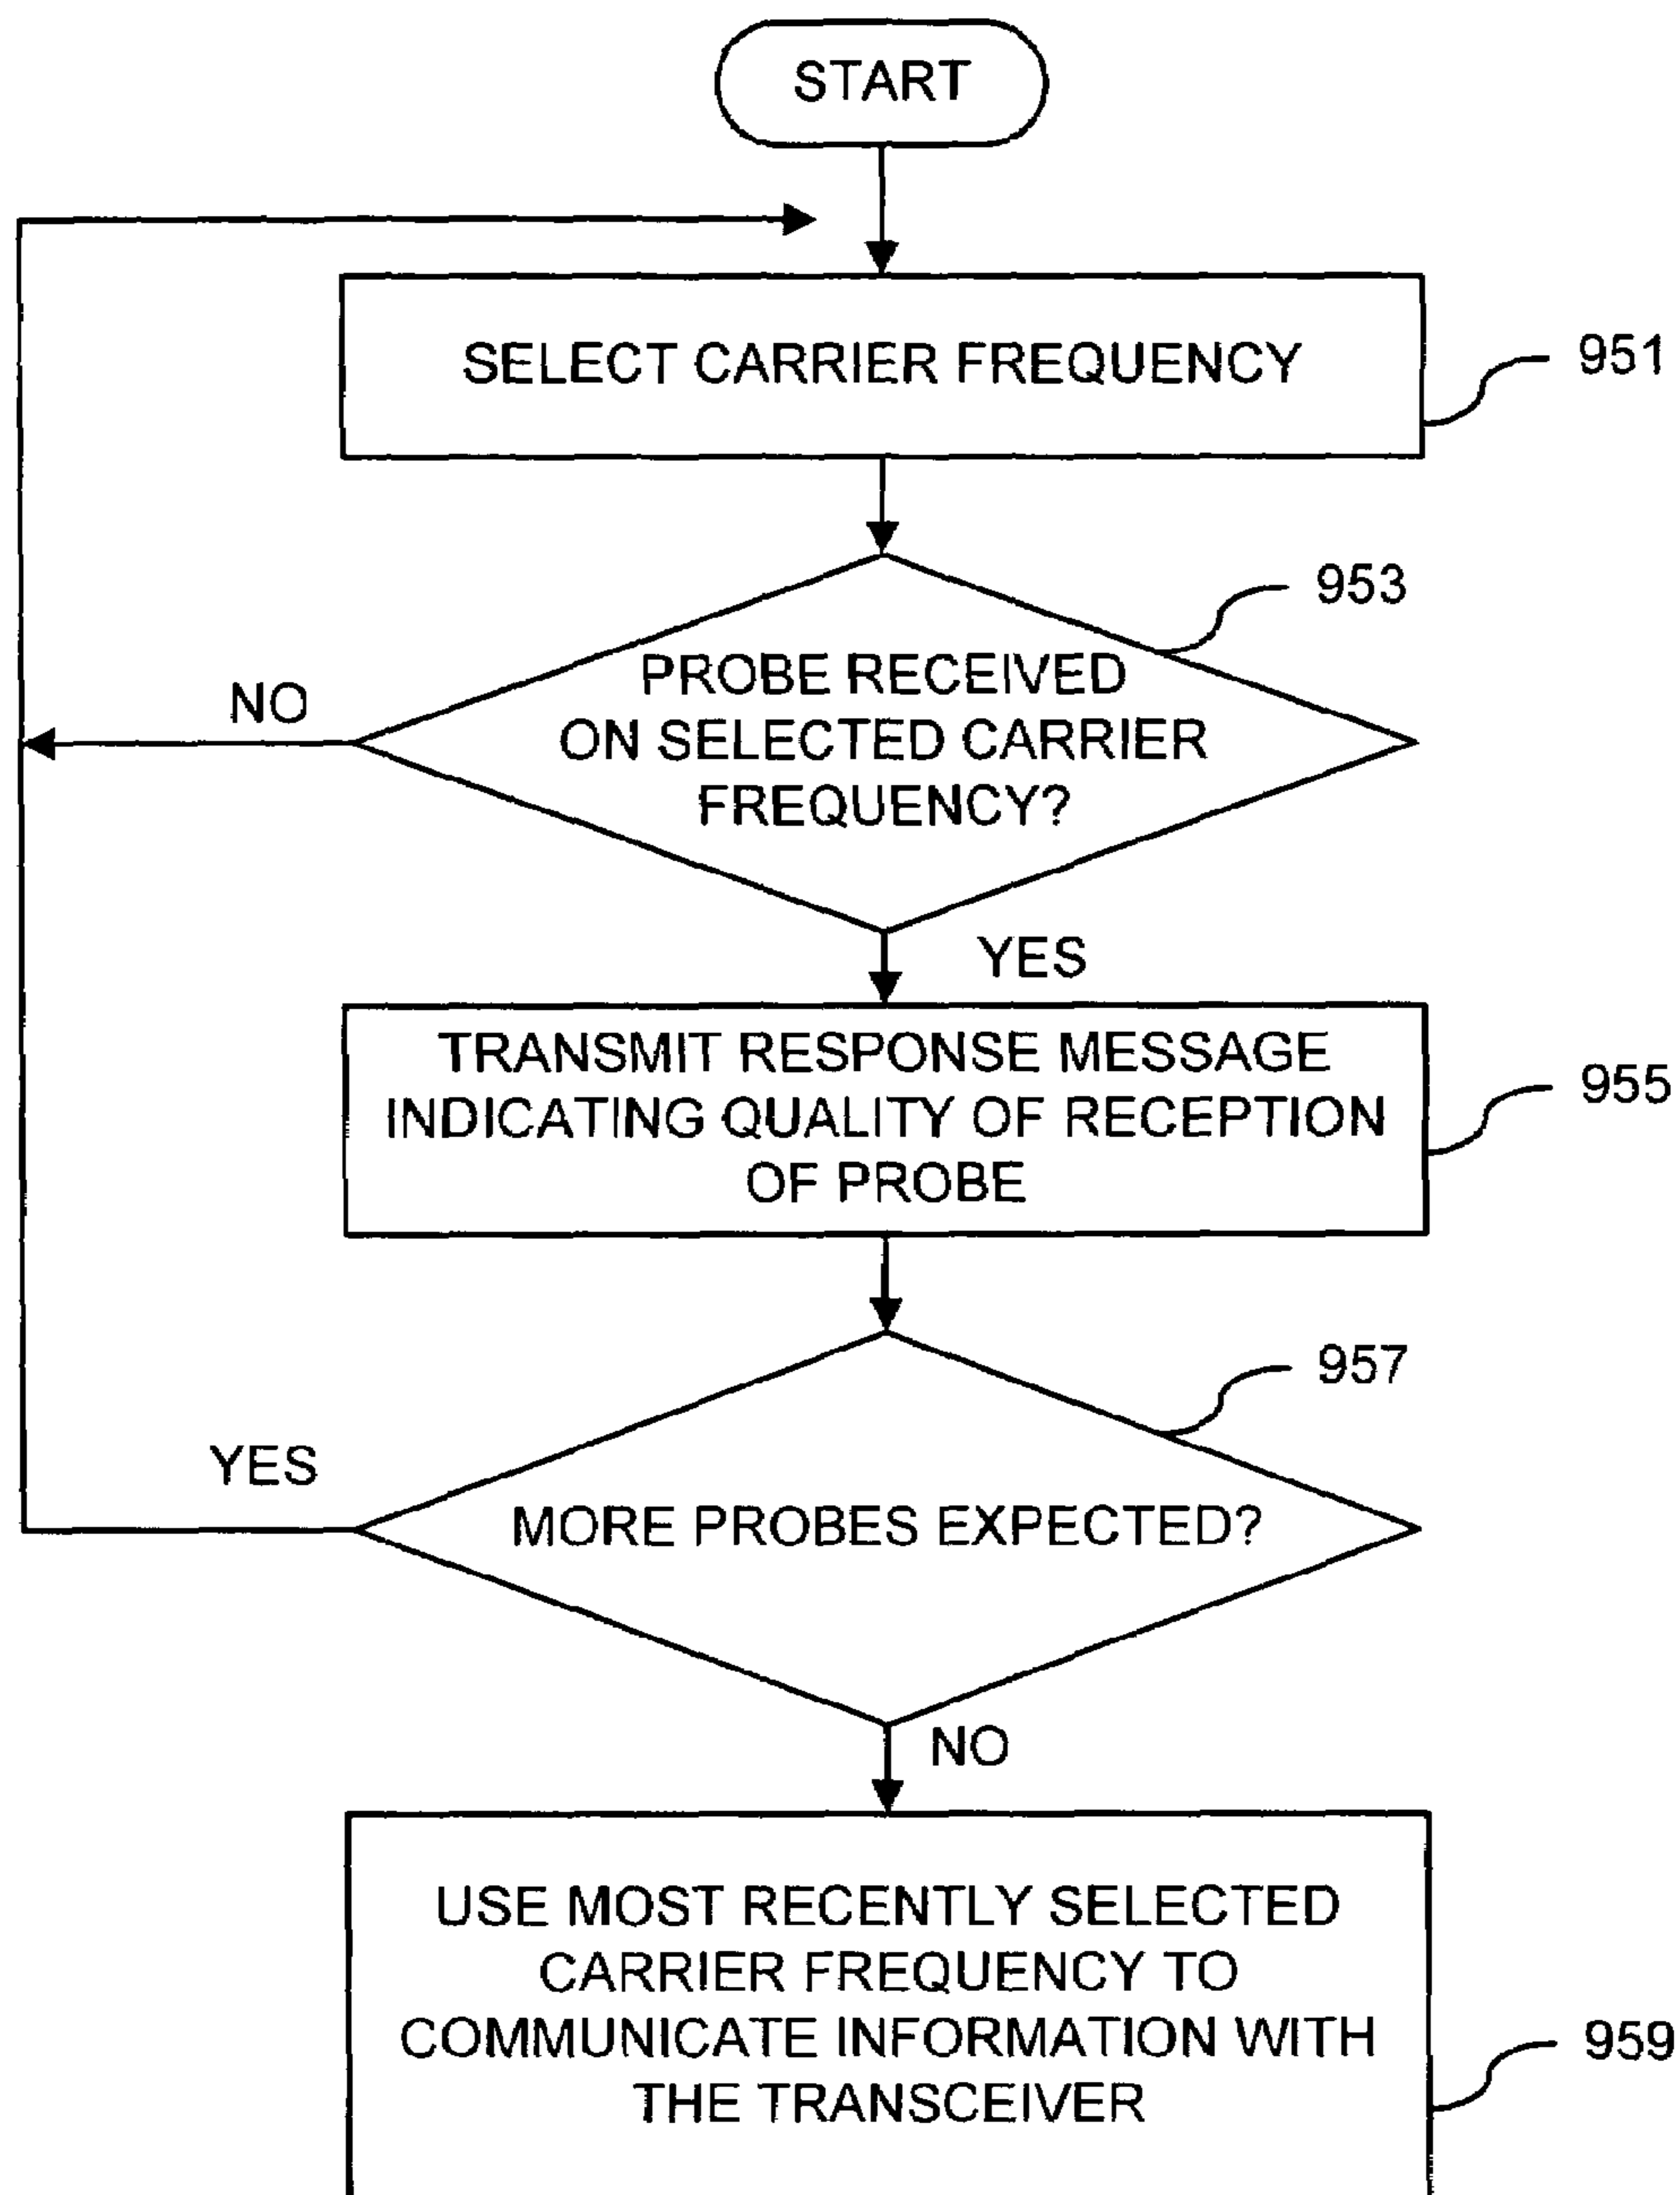 START
SELECT CARRIER FREQUENCY
951
953
PROBE RECEIVED
ON SELECTED CARRIER
FREQUENCY?
NO
YES
TRANSMIT RESPONSE MESSAGE
INDICATING QUALITY OF RECEPTION
OF PROBE
955
957
YES
MORE PROBES EXPECTED?
NO
USE MOST RECENTLY SELECTED
CARRIER FREQUENCY TO
COMMUNICATE INFORMATION WITH
THE TRANSCEIVER
959